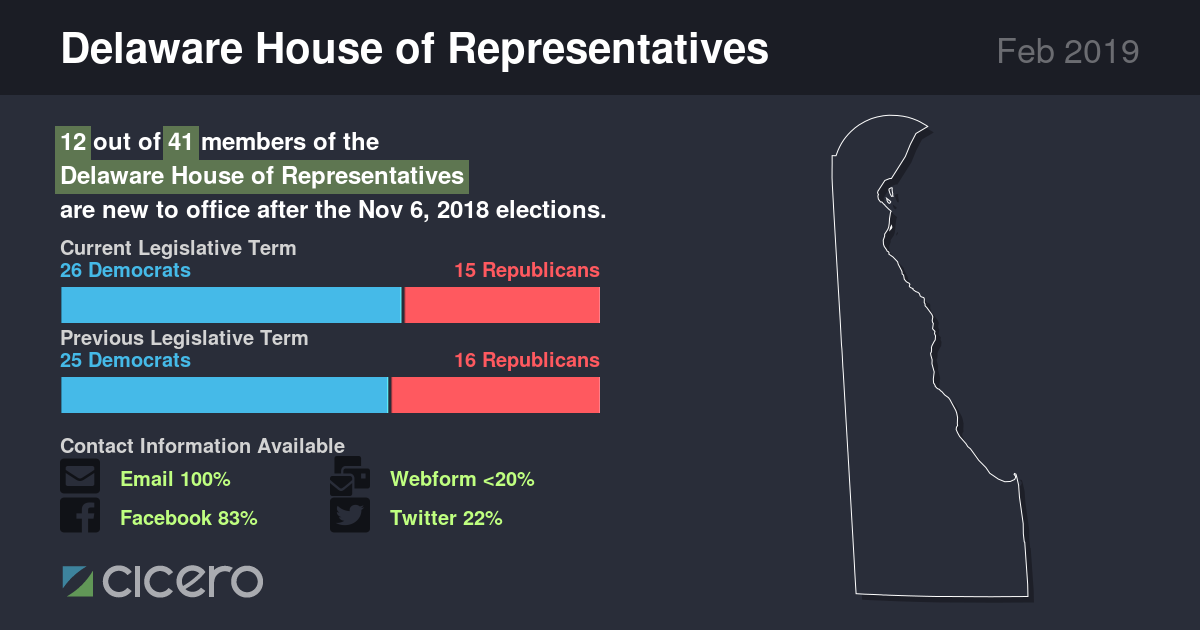 Delaware House of Representatives
Feb 2019
12 out of 41 members of the
Delaware House of Representatives
are new to office after the Nov 6, 2018 elections.
Current Legislative Term
26 Democrats
15 Republicans
Previous Legislative Term
25 Democrats
16 Republicans
Contact Information Available
Email 100%
Webform <20%
Facebook 83%
Twitter 22%
cicero